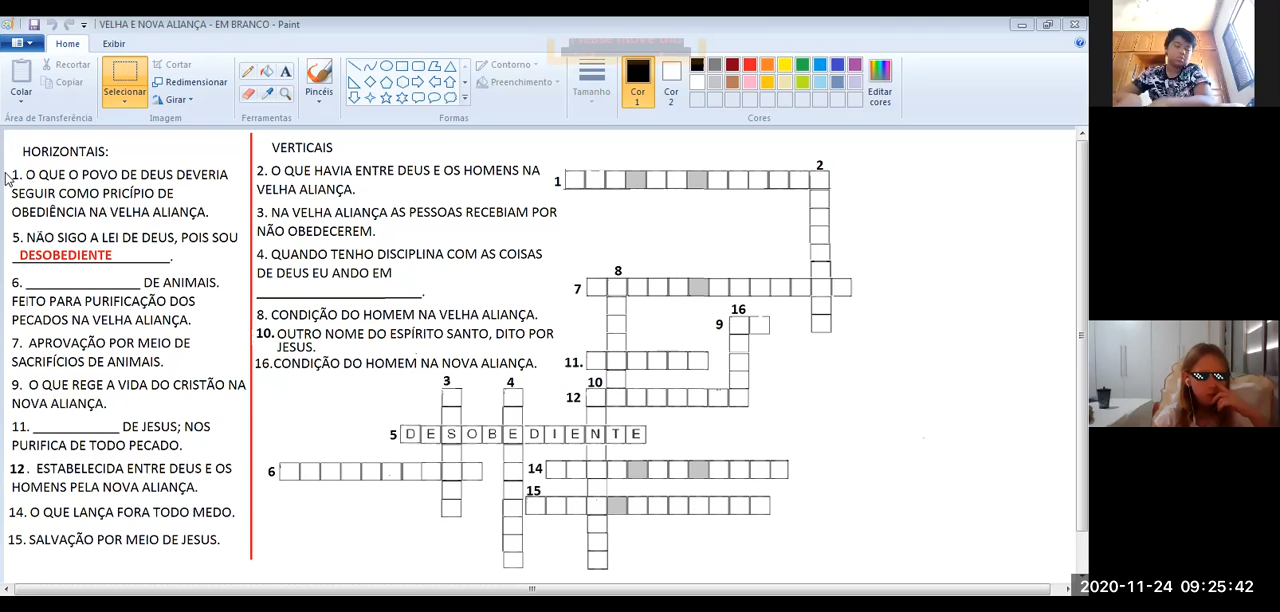 VELHA E NOVA ALIANÇA - EM BRANCO - Paint
Home
Exibir
Colar
Recortar
Copiar
Área de Transferência
Selecionar
Cortar
Redimensionar
Girar
Imagem
Ferramentas
Pincéis
Formas
Contorno
Preenchimento
Tamanho
Cor 1
Cor 2
Cores
Editar cores
HORIZONTAIS:
1. O QUE O POVO DE DEUS DEVERIA
SEGUIR COMO PRICÍPIO DE
OBEDIÊNCIA NA VELHA ALIANÇA.
5. NÃO SIGO A LEI DE DEUS, POIS SOU
DESOBEDIENTE.
6. DE ANIMAIS.
FEITO PARA PURIFICAÇÃO DOS
PECADOS NA VELHA ALIANÇA.
7. APROVAÇÃO POR MEIO DE
SACRIFÍCIOS DE ANIMAIS.
9. O QUE REGE A VIDA DO CRISTÃO NA
NOVA ALIANÇA.
11. DE JESUS; NOS
PURIFICA DE TODO PECADO.
12. ESTABELECIDA ENTRE DEUS E OS
HOMENS PELA NOVA ALIANÇA.
14. O QUE LANÇA FORA TODO MEDO.
15. SALVAÇÃO POR MEIO DE JESUS.
VERTICAIS
2. O QUE HAVIA ENTRE DEUS E OS HOMENS NA
VELHA ALIANÇA.
3. NA VELHA ALIANÇA AS PESSOAS RECEBIAM POR
NÃO OBEDECEREM.
4. QUANDO TENHO DISCIPLINA COM AS COISAS
DE DEUS EU ANDO EM
.
8. CONDIÇÃO DO HOMEM NA VELHA ALIANÇA.
10. OUTRO NOME DO ESPÍRITO SANTO, DITO POR
JESUS.
16.CONDIÇÃO DO HOMEM NA NOVA ALIANÇA.
2
1
8
7
16
9
11.
3
4
10
12
5 DESOBEDIENTE
6
14
15
2020-11-24 09:25:42